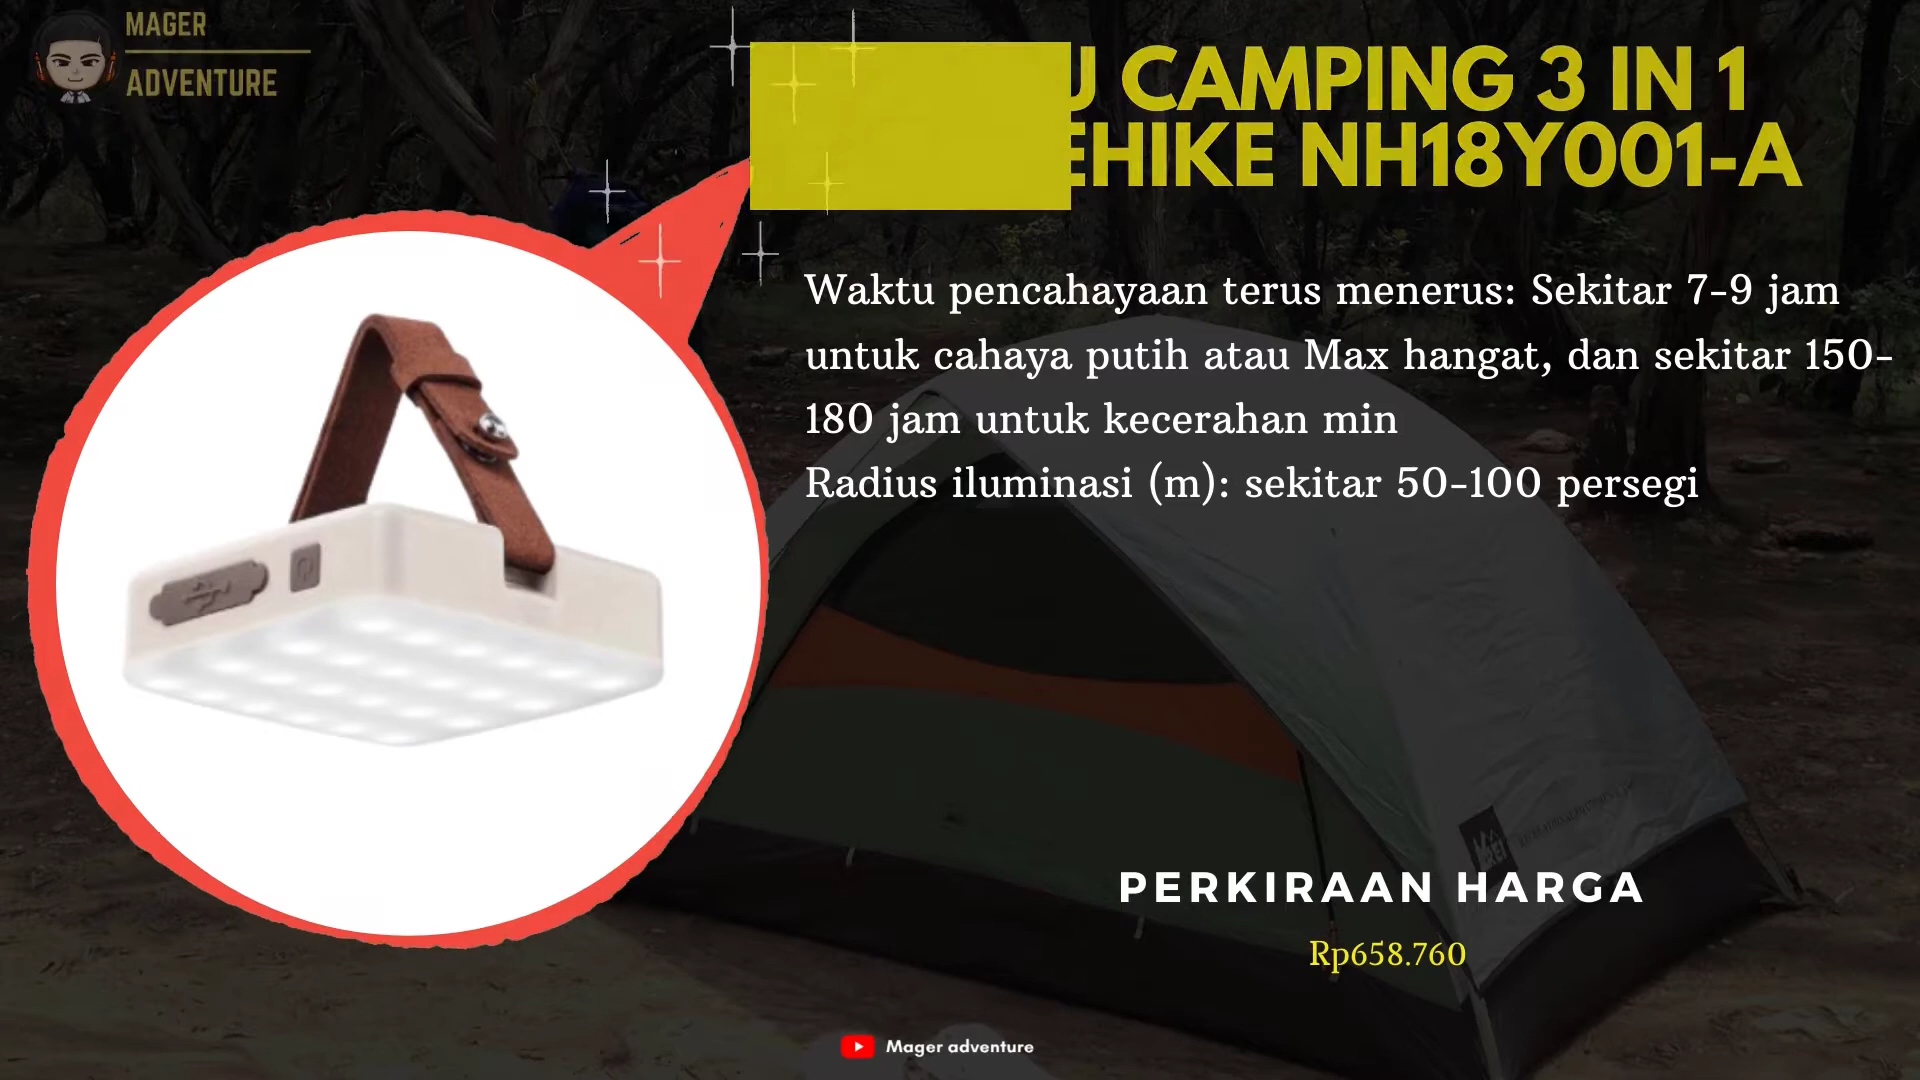 MAGER
ADVENTURE
U CAMPING 3 IN 1
EHIKE NH18Y001-A
Waktu pencahayaan terus menerus: Sekitar 7-9 jam
untuk cahaya putih atau Max hangat, dan sekitar 150-
180 jam untuk kecerahan min
Radius iluminasi (m): sekitar 50-100 persegi
REI
PERKIRAAN HARGA
Rp658.760
Mager adventure